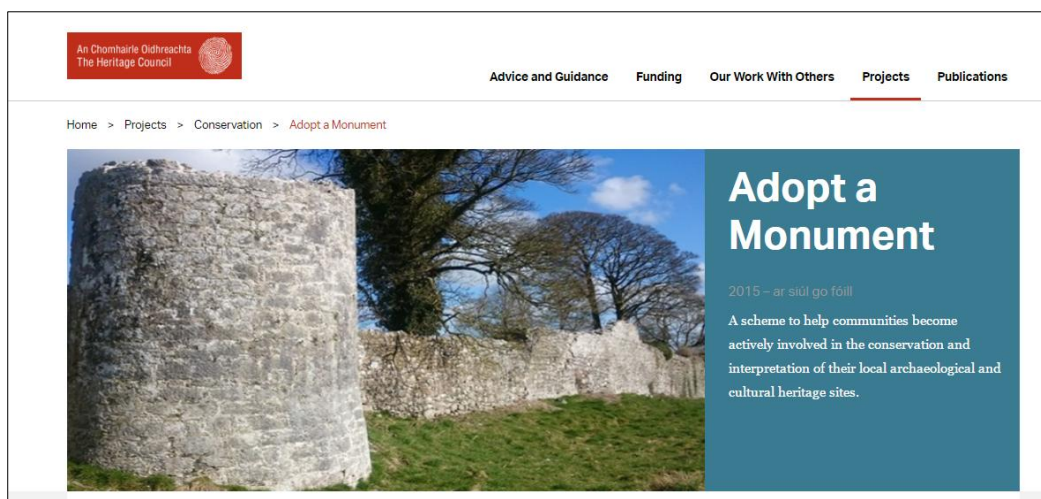 An Chomhairle Oidhreachta
The Heritage Council
Advice and Guidance Funding Our Work With Others Projects Publications
Home > Projects > Conservation > Adopt a Monument
Adopt a
Monument
2015 – ar siúl go fóill
A scheme to help communities become
actively involved in the conservation and
interpretation of their local archaeological and
cultural heritage sites.